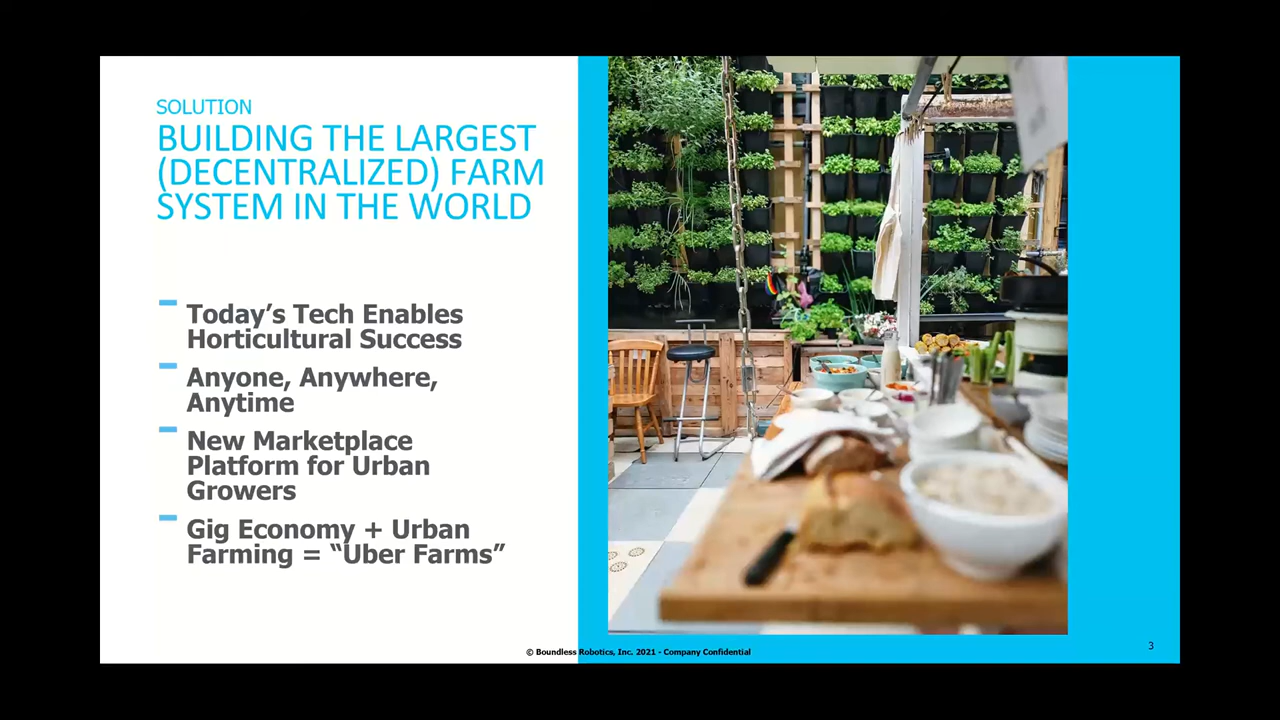 SOLUTION
BUILDING THE LARGEST
(DECENTRALIZED) FARM
SYSTEM IN THE WORLD
Today’s Tech Enables
Horticultural Success
Anyone, Anywhere,
Anytime
New Marketplace
Platform for Urban
Growers
Gig Economy + Urban
Farming = “Uber Farms”
© Boundless Robotics, Inc. 2021 - Company Confidential
3